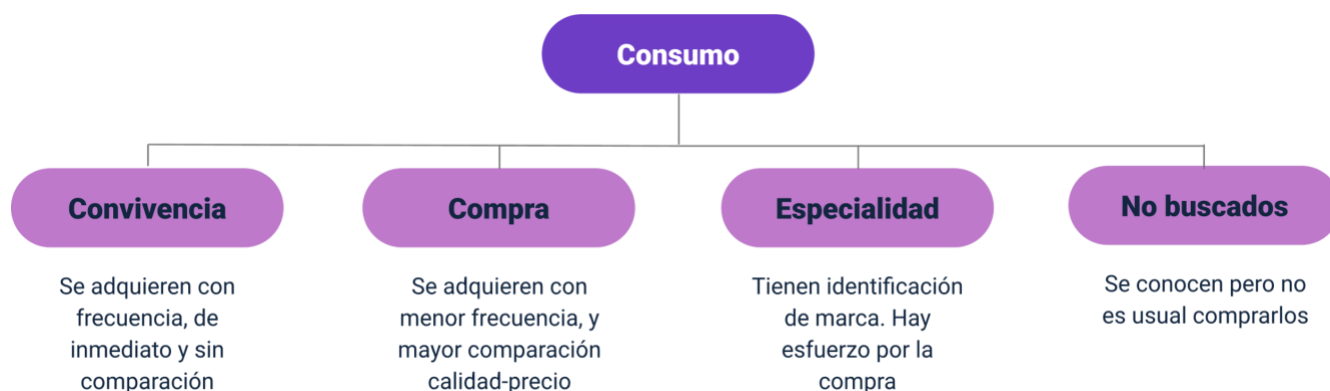 Consumo
Convivencia
Se adquieren con
frecuencia, de
inmediato y sin
comparación
Compra
Se adquieren con
menor frecuencia, y
mayor comparación
calidad-precio
Especialidad
Tienen identificación
de marca. Hay
esfuerzo por la
compra
No buscados
Se conocen pero no
es usual comprarlos